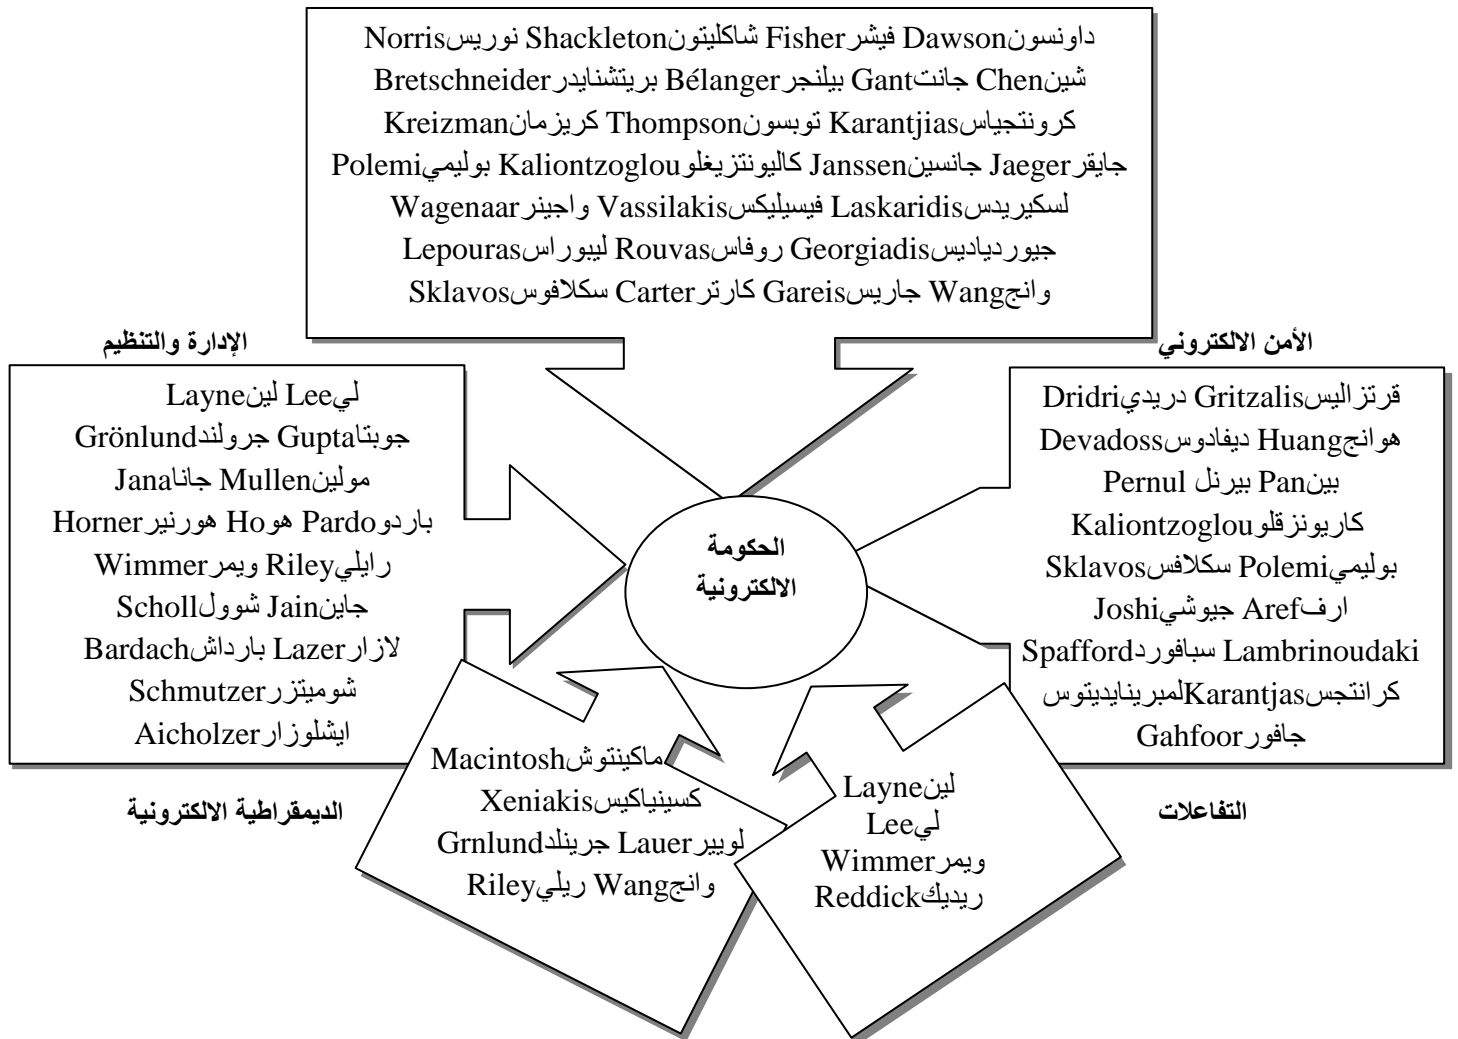 داونسونDawson فيشرFisher شاكليتونShackleton نوريسNorris
شينChen جانتGant بيلنجرBélanger بريتشنايدرBretschneider
كرونتجياسKarantjias توبسونThompson كريزمانKreizman
جايقرJaeger جانسينJanssen كاليونتزيغلوKaliontzoglou بوليميPolemi
لسكيريدسLaskaridis فيسيليكسVassilakis واجينرWagenaar
جيوردياديسGeorgiadis روفاسRouvas ليبوراسLepouras
وانجWang جاريسGareis كارترCarter سكلافوسSklavos
الأمن الالكتروني
قرتزاليسGritzalis دريديDridri
هوانجHuang ديفادوسDevadoss
بينPan بيرنل Pernul
كاريونزقلوKaliontzoglou
بوليميPolemi سكلافسSklavos
ارفAref جيوشيJoshi
Lambrinoudaki سبافوردSpafford
كرانتجسKarantjasلمبرينايديتوس
جافورGahfoor
الإدارة والتنظيم
ليLee لينLayne
جوبتاGupta جرولندGrönlund
مولينMullen جاناJana
باردوPardo هوHo هورنيرHorner
رايليRiley ويمرWimmer
جاينJain شوولScholl
لازارLazer بارداشBardach
شوميتزرSchmutzer
ايشلوزارAicholzer
الحكومة
الالكترونية
التفاعلات
لينLayne
ليLee
ويمرWimmer
ريديكReddick
الديمقراطية الالكترونية
ماكينتوشMacintosh
كسينياكيسXeniakis
لوييرLauer جرينلدGrnlund
وانجWang ريليRiley